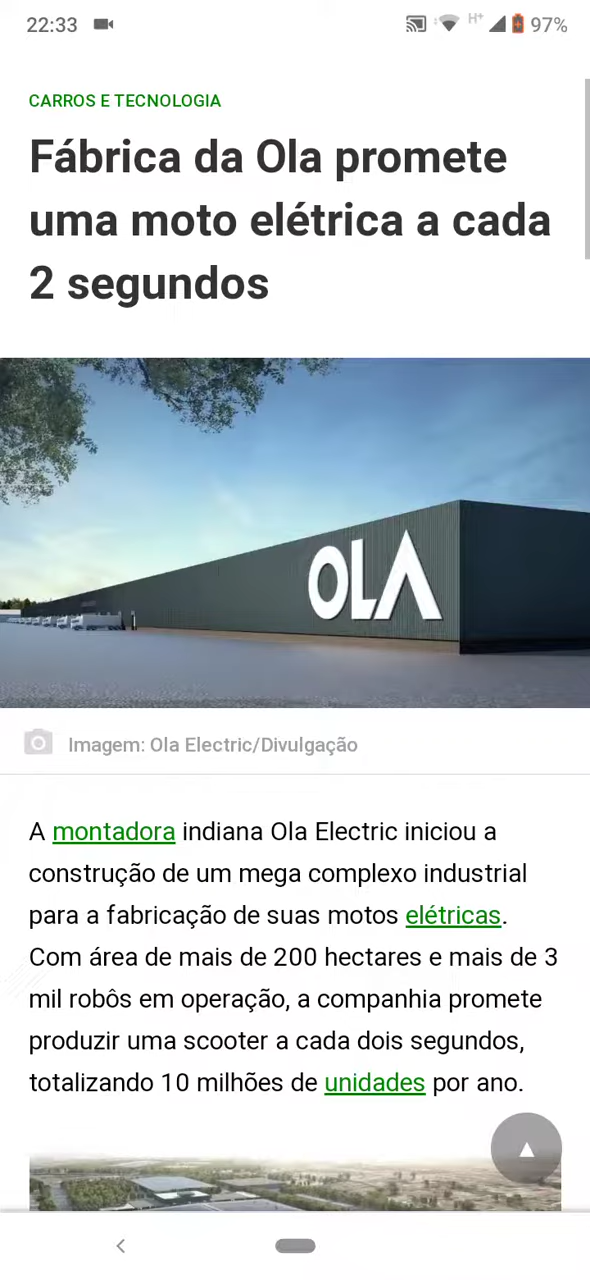 22:33
H+
97%
CARROS E TECNOLOGIA
Fábrica da Ola promete
uma moto elétrica a cada
2 segundos
OLA
Imagem: Ola Electric/Divulgação
A montadora indiana Ola Electric iniciou a
construção de um mega complexo industrial
para a fabricação de suas motos elétricas.
Com área de mais de 200 hectares e mais de 3
mil robôs em operação, a companhia promete
produzir uma scooter a cada dois segundos,
totalizando 10 milhões de unidades por ano.